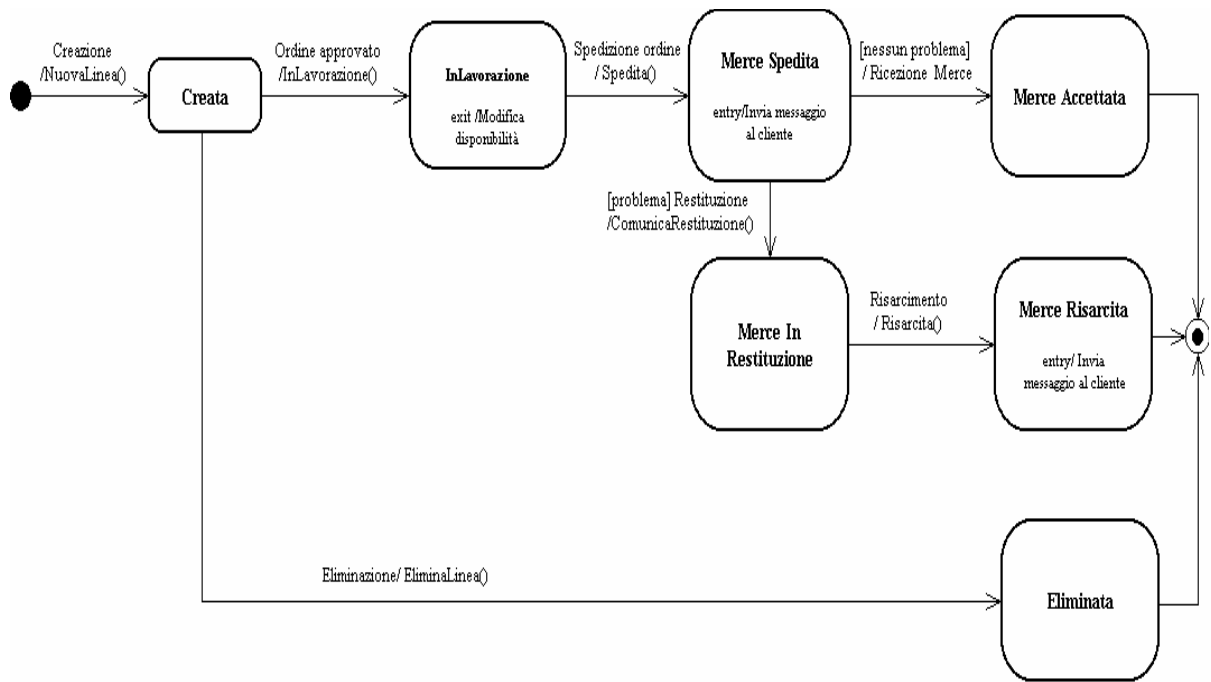 Creazione
/NuovaLinea()
Creata
Ordine approvato
/InLavorazione()
InLavorazione
exit /Modifica
disponibilità
Spedizione ordine
/ Spedita()
Merce Spedita
entry/Invia messaggio
al cliente
[nessun problema]
/ Ricezione Merce
Merce Accettata
[problema] Restituzione
/ComunicaRestituzione()
Merce In
Restituzione
Risarcimento
/ Risarcita()
Merce Risarcita
entry/ Invia
messaggio al cliente
Eliminazione/ EliminaLinea()
Eliminata